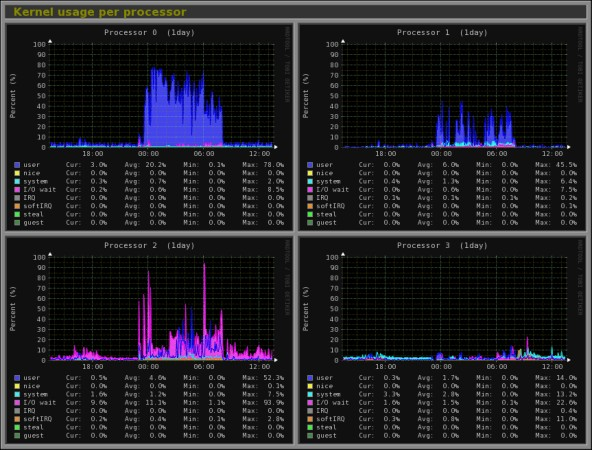 Kernel usage per processor
Processor 0 (1day)
Percent (%)
100
90
80
70
60
50
40
30
20
10
0
18:00 00:00 06:00 12:00
user Cur: 3.0% Avg: 20.2% Min: 0.1% Max: 78.0%
nice Cur: 0.0% Avg: 0.0% Min: 0.0% Max: 0.0%
system Cur: 0.3% Avg: 0.7% Min: 0.0% Max: 2.0%
I/O wait Cur: 0.2% Avg: 0.6% Min: 0.0% Max: 8.5%
IRQ Cur: 0.0% Avg: 0.0% Min: 0.0% Max: 0.0%
softIRQ Cur: 0.0% Avg: 0.0% Min: 0.0% Max: 0.0%
steal Cur: 0.0% Avg: 0.0% Min: 0.0% Max: 0.0%
guest Cur: 0.0% Avg: 0.0% Min: 0.0% Max: 0.0%
Processor 1 (1day)
Percent (%)
100
90
80
70
60
50
40
30
20
10
0
18:00 00:00 06:00 12:00
user Cur: 0.0% Avg: Min: 0.0% Max: 45.5%
nice Cur: 0.0% Avg: 0.0% Min: 0.0% Max: 0.0%
system Cur: 0.4% Avg: 1.3% Min: 0.0% Max: 6.4%
I/O wait Cur: 0.0% Avg: 0.6% Min: 0.0% Max: 7.5%
IRQ Cur: 0.1% Avg: 0.1% Min: 0.0% Max: 0.2%
softIRQ Cur: 0.0% Avg: 0.0% Min: 0.0% Max: 0.1%
steal Cur: 0.0% Avg: 0.0% Min: 0.0% Max: 0.0%
guest Cur: 0.0% Avg: 0.0% Min: 0.0% Max: 0.0%
Processor 2 (1day)
Percent (%)
100
90
80
70
60
50
40
30
20
10
0
18:00 00:00 06:00 12:00
user Cur: 0.5% Avg: 4.6% Min: 0.0% Max: 52.3%
nice Cur: 0.0% Avg: 0.0% Min: 0.0% Max: 0.1%
system Cur: 1.6% Avg: 1.2% Min: 0.0% Max: 7.5%
I/O wait Cur: 9.0% Avg: 11.1% Min: 1.1% Max: 93.9%
IRQ Cur: 0.0% Avg: 0.0% Min: 0.0% Max: 0.0%
softIRQ Cur: 0.2% Avg: 0.4% Min: 0.1% Max: 2.8%
steal Cur: 0.0% Avg: 0.0% Min: 0.0% Max: 0.0%
guest Cur: 0.0% Avg: 0.0% Min: 0.0% Max: 0.0%
Processor 3 (1day)
Percent (%)
100
90
80
70
60
50
40
30
20
10
0
18:00 00:00 06:00 12:00
user Cur: 0.3% Avg: 1.7% Min: 0.0% Max: 14.0%
nice Cur: 0.0% Avg: 0.0% Min: 0.0% Max: 0.0%
system Cur: 3.3% Avg: 2.8% Min: 0.0% Max: 13.2%
I/O wait Cur: 1.6% Avg: 1.5% Min: 0.1% Max: 22.6%
IRQ Cur: 0.0% Avg: 0.0% Min: 0.0% Max: 0.4%
softIRQ Cur: 0.3% Avg: 0.8% Min: 0.0% Max: 11.0%
steal Cur: 0.0% Avg: 0.0% Min: 0.0% Max: 0.0%
guest Cur: 0.0% Avg: 0.0% Min: 0.0% Max: 0.0%